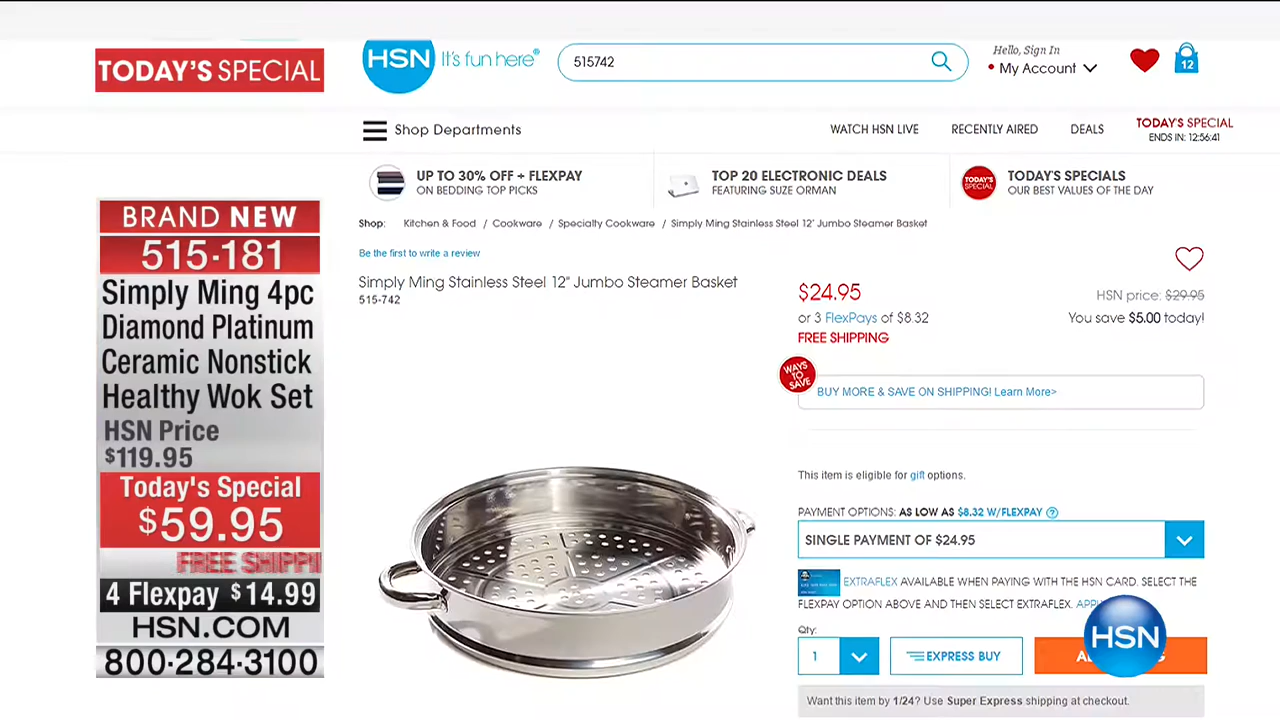 TODAY'S SPECIAL
HSN It's fun here®
515742
Hello, Sign In
My Account
12
Shop Departments
WATCH HSN LIVE
RECENTLY AIRED
DEALS
TODAY'S SPECIAL
ENDS IN: 12:56:41
UP TO 30% OFF + FLEXPAY
ON BEDDING TOP PICKS
TOP 20 ELECTRONIC DEALS
FEATURING SUZE ORMAN
TODAY'S SPECIAL
TODAY'S SPECIALS
OUR BEST VALUES OF THE DAY
Shop: Kitchen & Food / Cookware / Specialty Cookware / Simply Ming Stainless Steel 12" Jumbo Steamer Basket
BRAND NEW
515-181
Simply Ming 4pc
Diamond Platinum
Ceramic Nonstick
Healthy Wok Set
HSN Price
$119.95
Today's Special
$59.95
FREE SHIPPI
4 Flexpay $14.99
HSN.COM
800-284-3100
Be the first to write a review
Simply Ming Stainless Steel 12" Jumbo Steamer Basket
515-742
$24.95
HSN price: $29.95
or 3 FlexPays of $8.32
You save $5.00 today!
FREE SHIPPING
WAYS TO SAVE
BUY MORE & SAVE ON SHIPPING! Learn More>
This item is eligible for gift options.
PAYMENT OPTIONS: AS LOW AS $8.32 W/FLEXPAY ?
SINGLE PAYMENT OF $24.95
EXTRAFLEX AVAILABLE WHEN PAYING WITH THE HSN CARD. SELECT THE
FLEXPAY OPTION ABOVE AND THEN SELECT EXTRAFLEX.
Qty:
1
EXPRESS BUY
HSN
Want this item by 1/24? Use Super Express shipping at checkout.